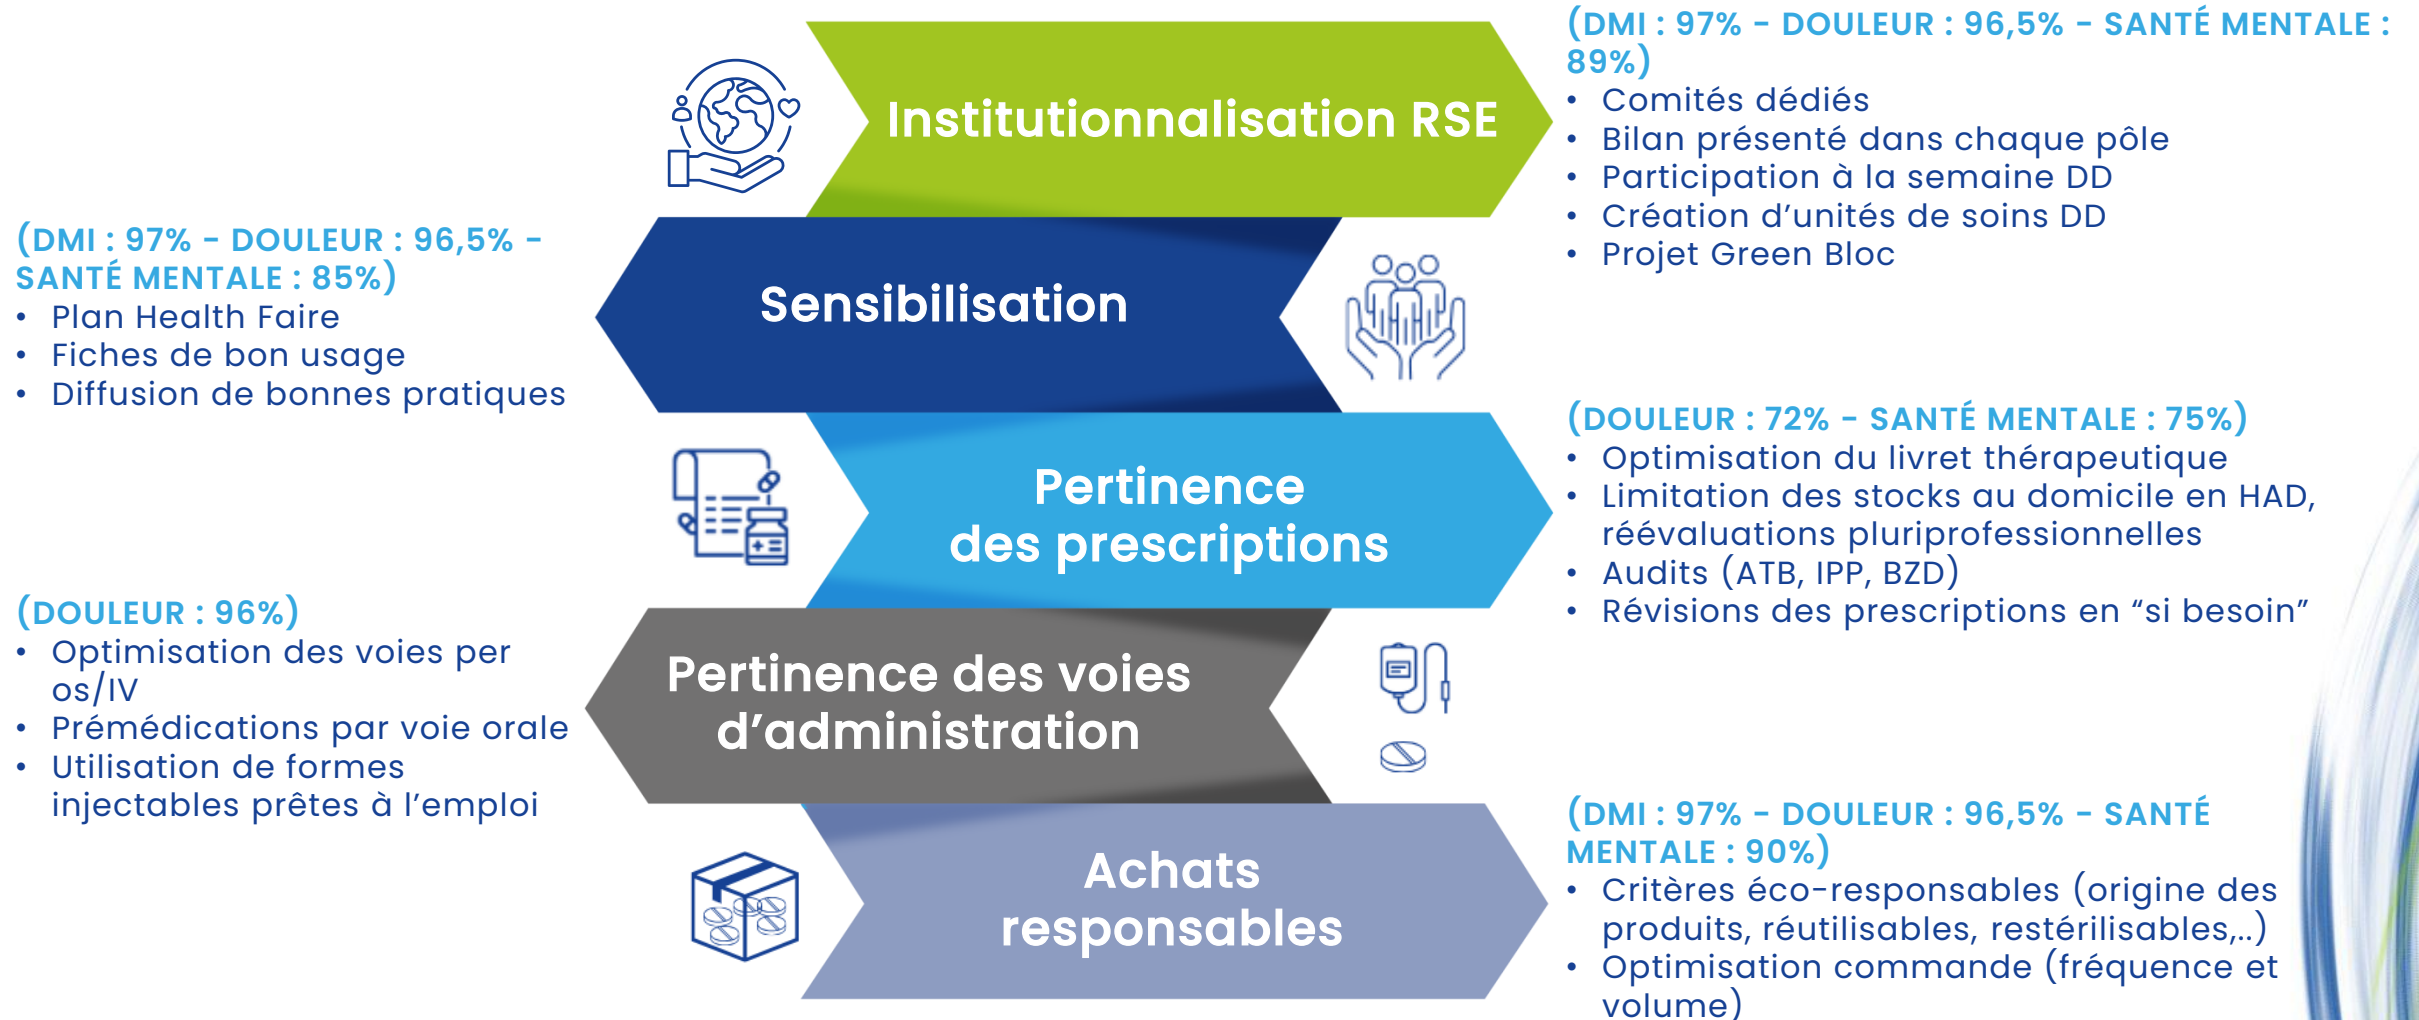 Institutionnalisation RSE
(DMI : 97% - DOULEUR : 96,5% - SANTÉ MENTALE :
89%)
• Comités dédiés
• Bilan présenté dans chaque pôle
• Participation à la semaine DD
• Création d’unités de soins DD
• Projet Green Bloc
Sensibilisation
(DMI : 97% - DOULEUR : 96,5% -
SANTÉ MENTALE : 85%)
• Plan Health Faire
• Fiches de bon usage
• Diffusion de bonnes pratiques
Pertinence
des prescriptions
(DOULEUR : 72% - SANTÉ MENTALE : 75%)
• Optimisation du livret thérapeutique
• Limitation des stocks au domicile en HAD,
réévaluations pluriprofessionnelles
• Audits (ATB, IPP, BZD)
• Révisions des prescriptions en “si besoin”
Pertinence des voies
d’administration
(DOULEUR : 96%)
• Optimisation des voies per
os/IV
• Prémédications par voie orale
• Utilisation de formes
injectables prêtes à l’emploi
Achats
responsables
(DMI : 97% - DOULEUR : 96,5% - SANTÉ
MENTALE : 90%)
• Critères éco-responsables (origine des
produits, réutilisables, restérilisables,..)
• Optimisation commande (fréquence et
volume)